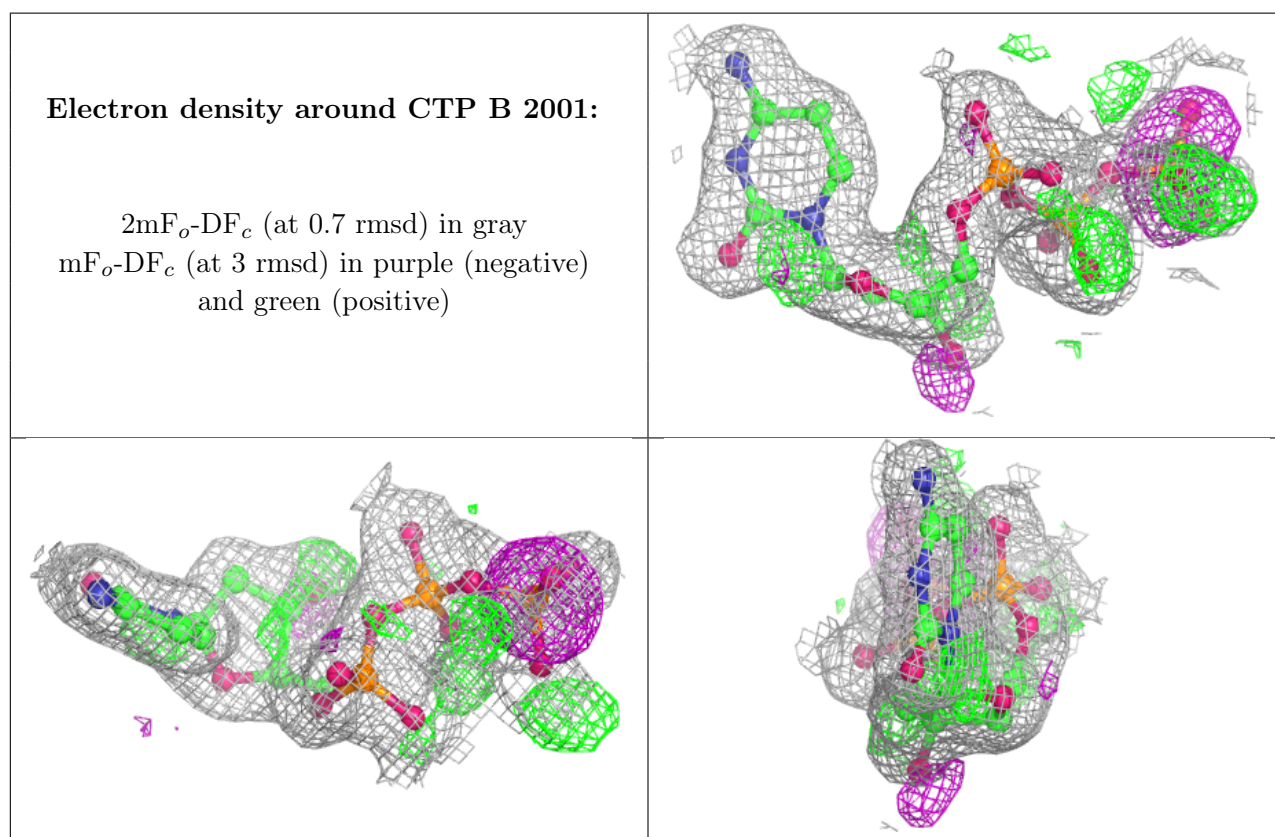 Electron density around CTP B 2001:
2mFo-DFc (at 0.7 rmsd) in gray
mFo-DFc (at 3 rmsd) in purple (negative)
and green (positive)